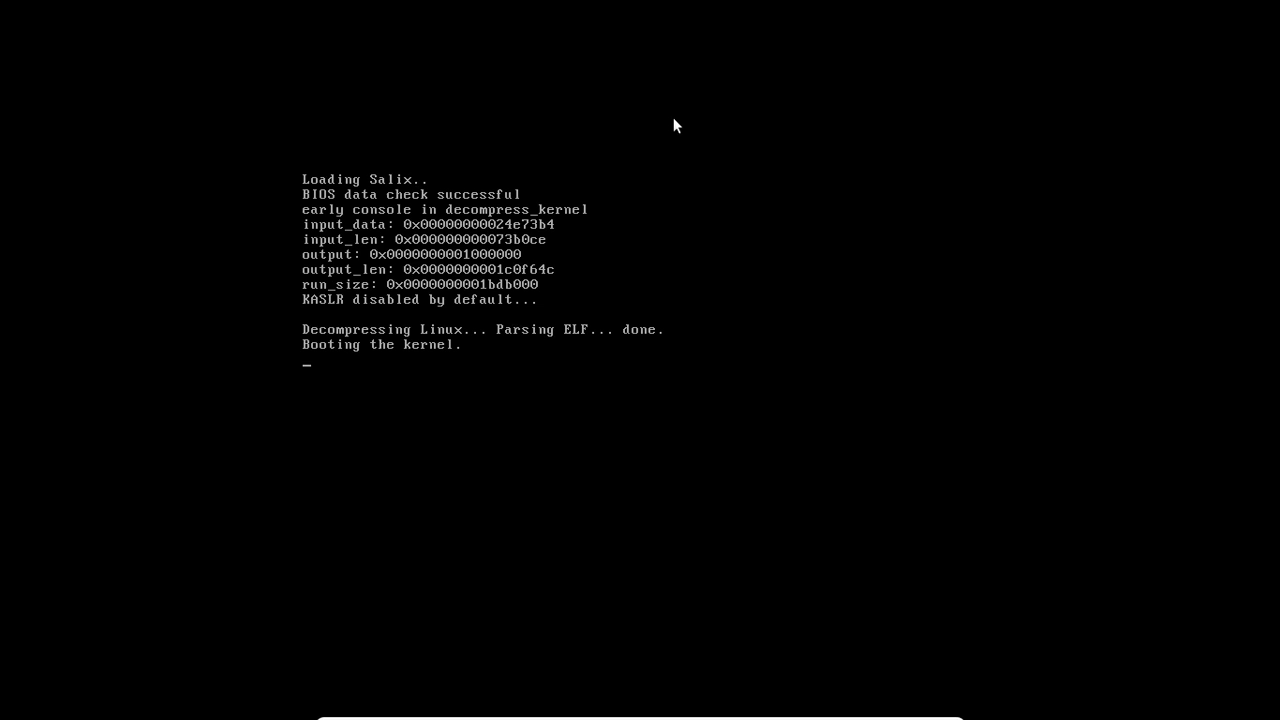 Loading Salix..
BIOS data check successful
early console in decompress_kernel
input_data: 0x00000000024e73b4
input_len: 0x000000000073b0ce
output: 0x0000000001000000
output_len: 0x0000000001c0f64c
run_size: 0x0000000001bdb000
KASLR disabled by default...
Decompressing Linux... Parsing ELF... done.
Booting the kernel.